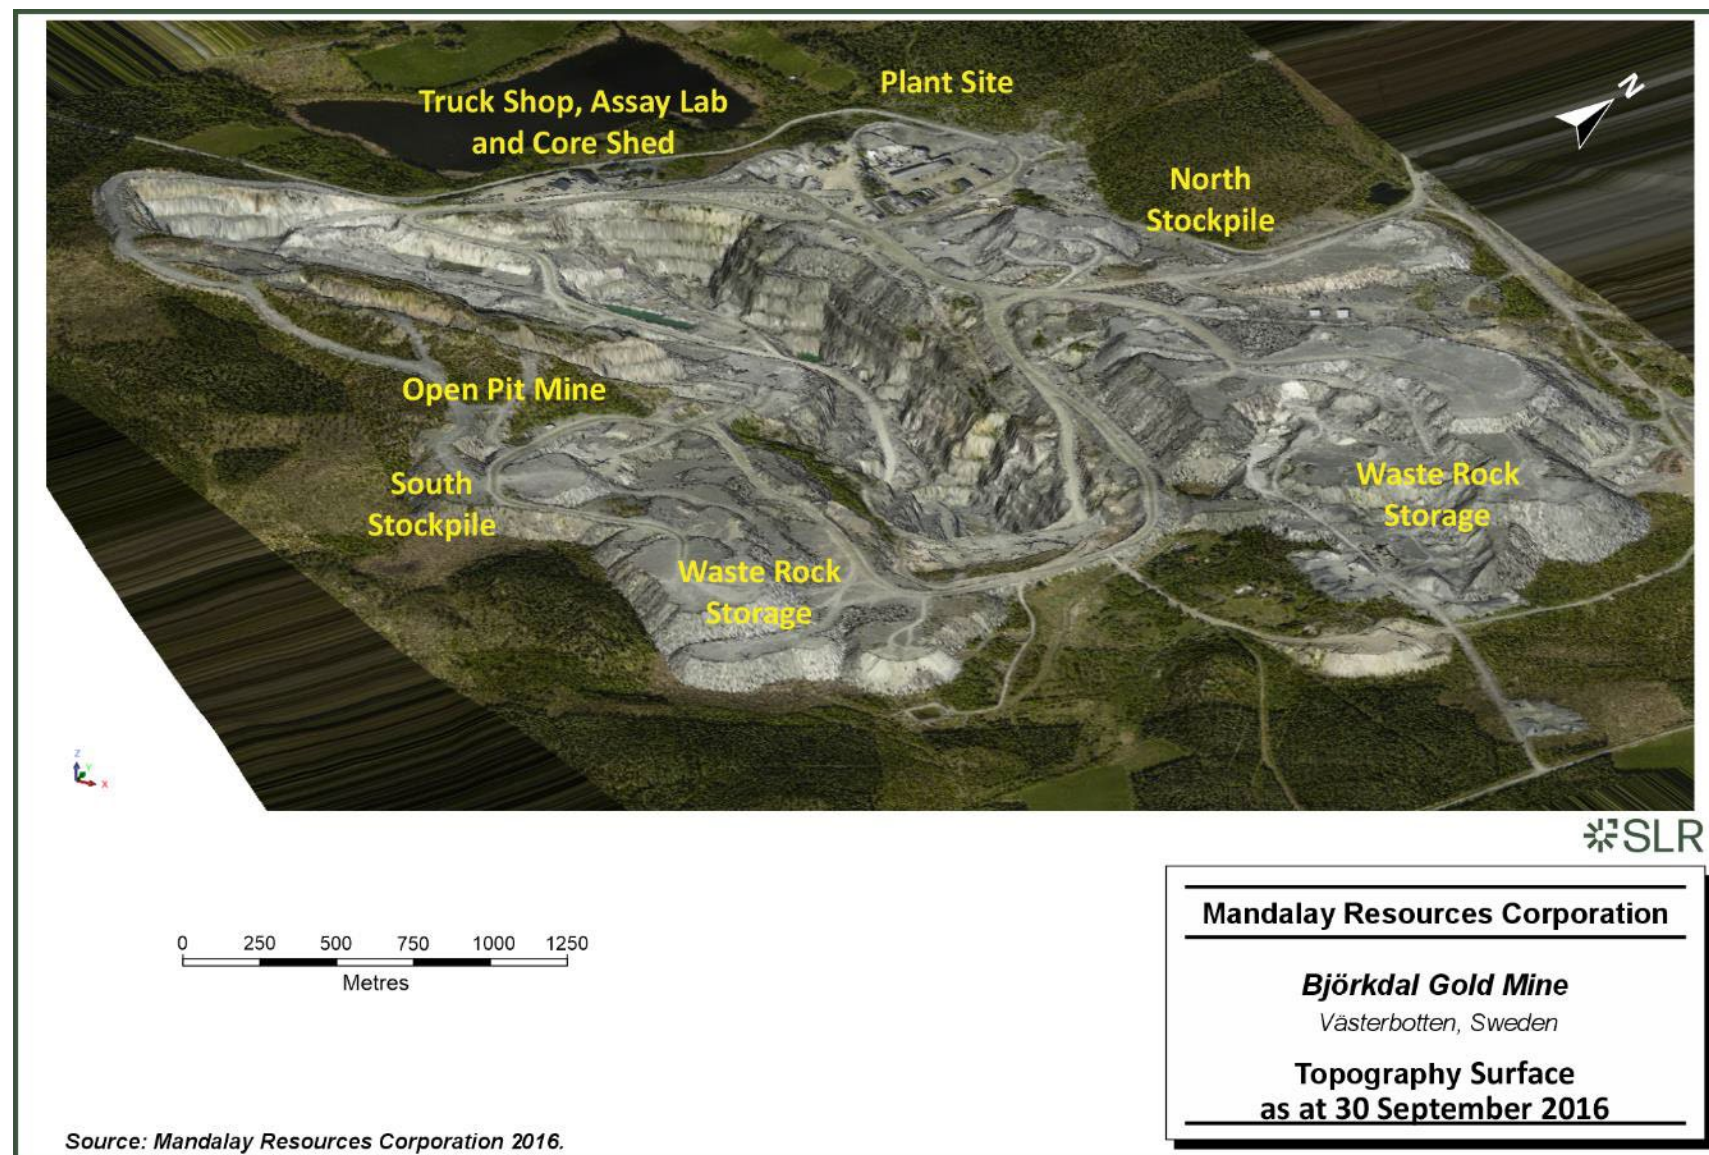 Plant Site
Truck Shop, Assay Lab
and Core Shed
N
North
Stockpile
Open Pit Mine
South
Stockpile
Waste Rock
Storage
Waste Rock
Storage
Z
Y
X
SLR
Mandalay Resources Corporation
Björkdal Gold Mine
Västerbotten, Sweden
Topography Surface
as at 30 September 2016
0 250 500 750 1000 1250
Metres
Source: Mandalay Resources Corporation 2016.